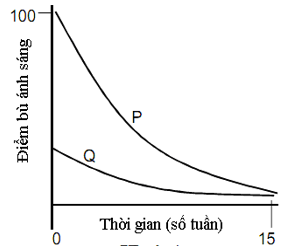 100
Điểm bù ánh sáng
P
Q
Thời gian (số tuần)
0
15